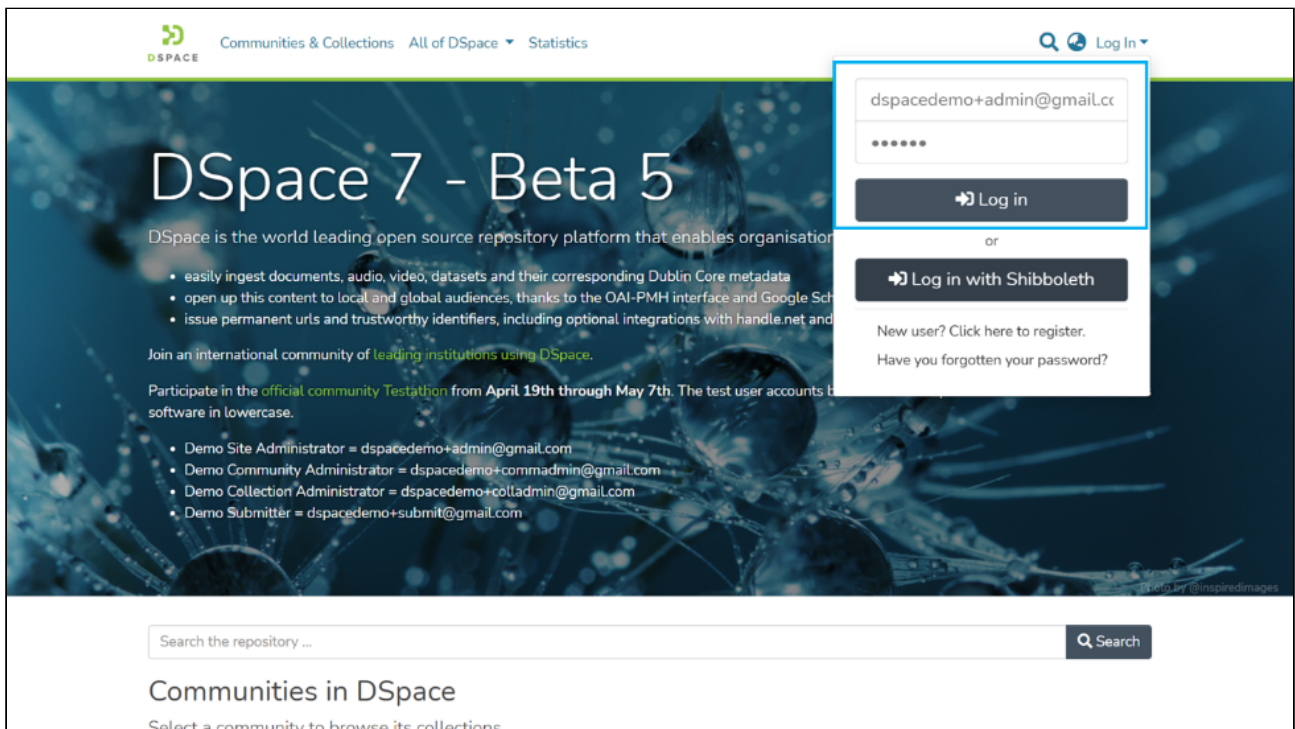 DSPACE
Communities & Collections All of DSpace Statistics
Log In
dspacedemo+admin@gmail.cc
••••••
Log in
or
Log in with Shibboleth
New user? Click here to register.
Have you forgotten your password?
DSpace 7 - Beta 5
DSpace is the world leading open source repository platform that enables organisation
• easily ingest documents, audio, video, datasets and their corresponding Dublin Core metadata
• open up this content to local and global audiences, thanks to the OAI-PMH interface and Google Sch
• issue permanent urls and trustworthy identifiers, including optional integrations with handle.net and
Join an international community of leading institutions using DSpace.
Participate in the official community Testathon from April 19th through May 7th. The test user accounts b
software in lowercase.
• Demo Site Administrator = dspacedemo+admin@gmail.com
• Demo Community Administrator = dspacedemo+commadmin@gmail.com
• Demo Collection Administrator = dspacedemo+colladmin@gmail.com
• Demo Submitter = dspacedemo+submit@gmail.com
Photo by @inspiredimages
Search the repository ...
Search
Communities in DSpace
Select a community to browse its collections